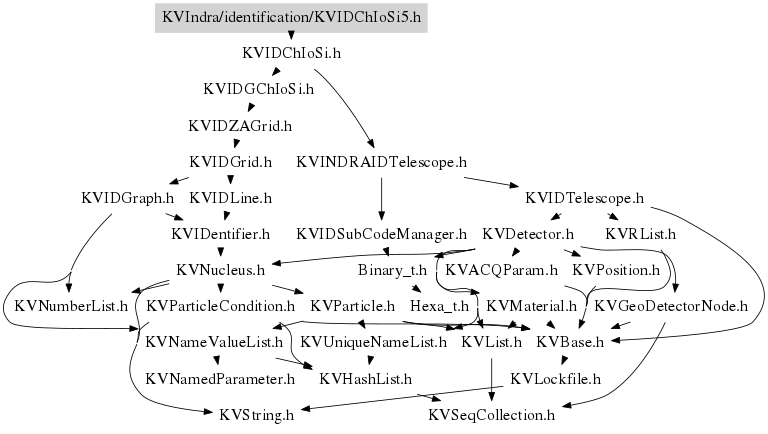 KVIndra/identification/KVIDChIoSi5.h
KVIDChIoSi.h
KVIDGChIoSi.h
KVIDZAGrid.h
KVIDGrid.h KVINDRAIDTelescope.h
KVIDGraph.h KVIDLine.h KVIDTelescope.h
KVIDentifier.h KVIDSubCodeManager.h KVDetector.h KVRList.h
KVNucleus.h Binary_t.h KVACQParam.h KVPosition.h
KVNumberList.h KVParticleCondition.h KVParticle.h Hexa_t.h KVMaterial.h KVGeoDetectorNode.h
KVNameValueList.h KVUniqueNameList.h KVList.h KVBase.h
KVNamedParameter.h KVHashList.h KVLockfile.h
KVString.h KVSeqCollection.h